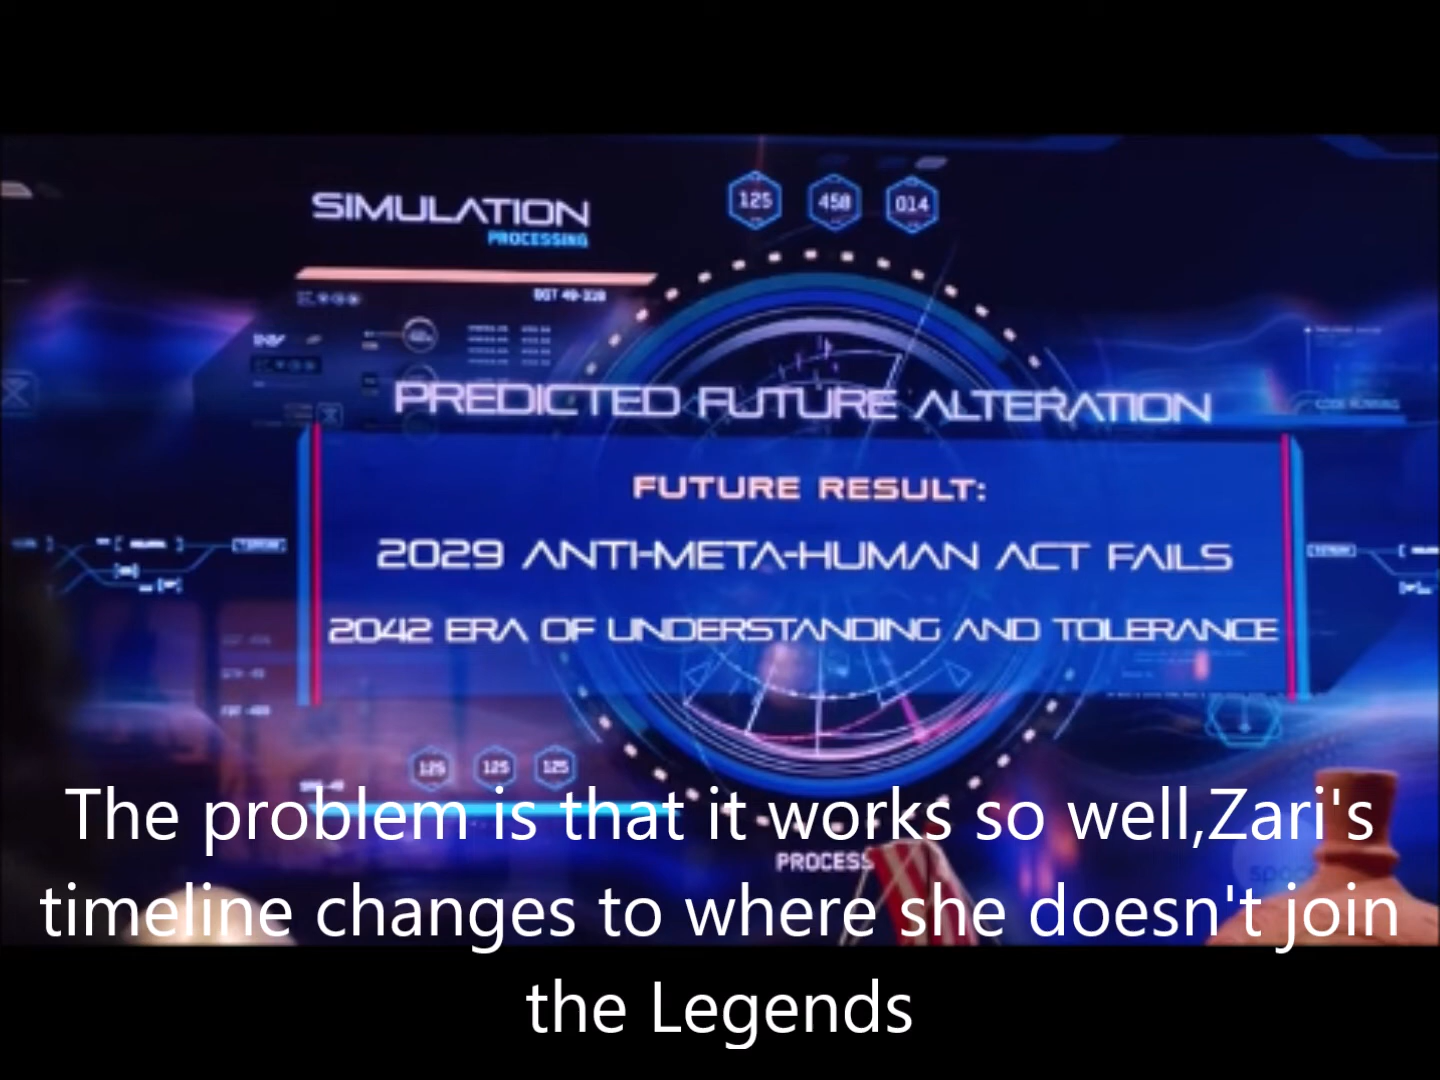 SIMULATION
PROCESSING
125 458 014
PREDICTED FUTURE ALTERATION
FUTURE RESULT:
2029 ANTI-META-HUMAN ACT FAILS
2042 ERA OF UNDERSTANDING AND TOLERANCE
125 125 125
The problem is that it works so well,Zari's
PROCESS
timeline changes to where she doesn't join
the Legends